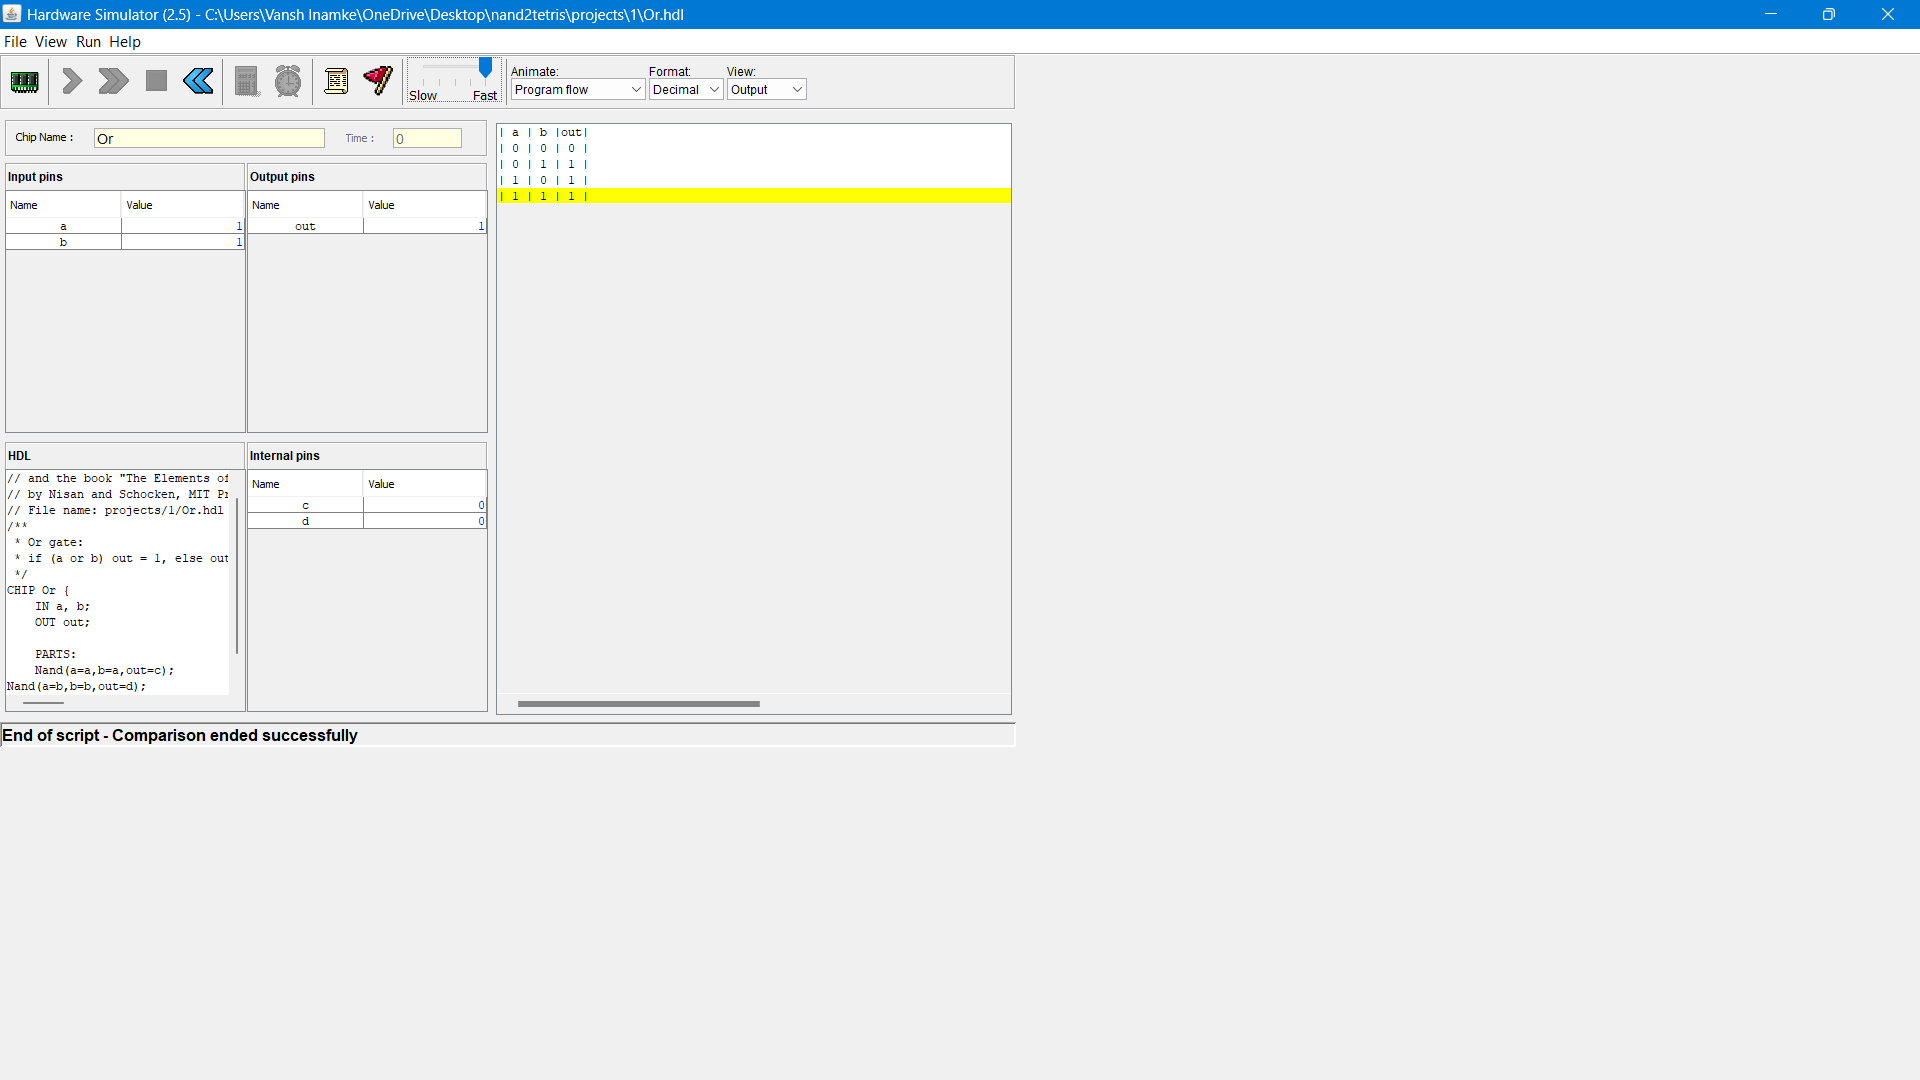 Hardware Simulator (2.5) - C:\Users\Vansh Inamke\OneDrive\Desktop\nand2tetris\projects\1\Or.hdl
File View Run Help
Slow Fast
Animate:
Program flow
Format:
Decimal
View:
Output
Chip Name :
Or
Time :
0
Input pins
Name Value
a 1
b 1
Output pins
Name Value
out 1
HDL
// and the book "The Elements of
// by Nisan and Schocken, MIT Pr
// File name: projects/1/Or.hdl
/**
* Or gate:
* if (a or b) out = 1, else out
*/
CHIP Or {
IN a, b;
OUT out;
PARTS:
Nand(a=a,b=a,out=c);
Nand(a=b,b=b,out=d);
Internal pins
Name Value
c 0
d 0
| a | b |out|
| 0 | 0 | 0 |
| 0 | 1 | 1 |
| 1 | 0 | 1 |
| 1 | 1 | 1 |
End of script - Comparison ended successfully